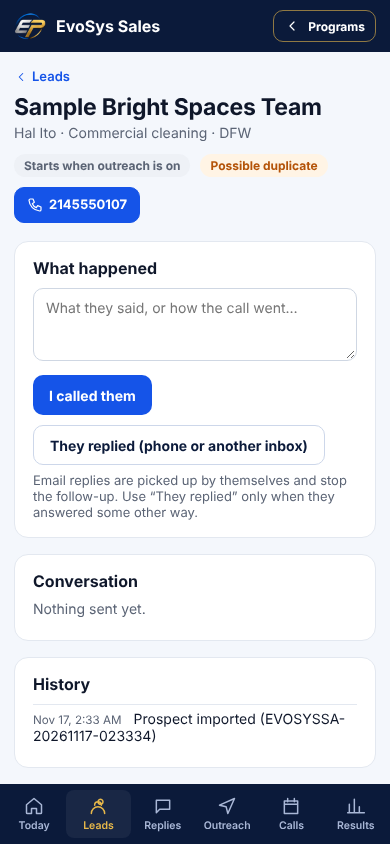 EP EvoSys Sales
Programs
Leads
Sample Bright Spaces Team
Hal Ito · Commercial cleaning · DFW
Starts when outreach is on
Possible duplicate
2145550107
What happened
What they said, or how the call went...
I called them
They replied (phone or another inbox)
Email replies are picked up by themselves and stop
the follow-up. Use “They replied” only when they
answered some other way.
Conversation
Nothing sent yet.
History
Nov 17, 2:33 AM Prospect imported (EVOSYSSA-
20261117-023334)
Today Leads Replies Outreach Calls Results